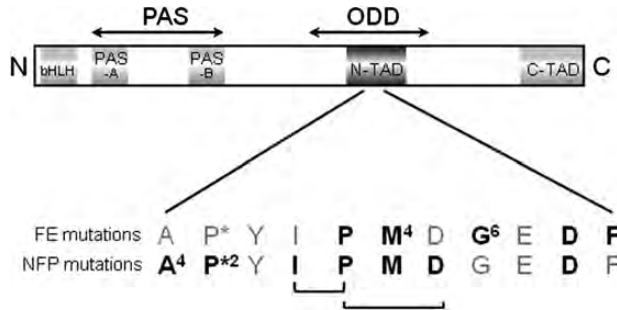 PAS ODD
N bHLH PAS -A PAS -B N-TAD C-TAD C
FE mutations A P* Y I P M⁴ D G⁶ E D F
NFP mutations A⁴ P*² Y I P M D G E D F